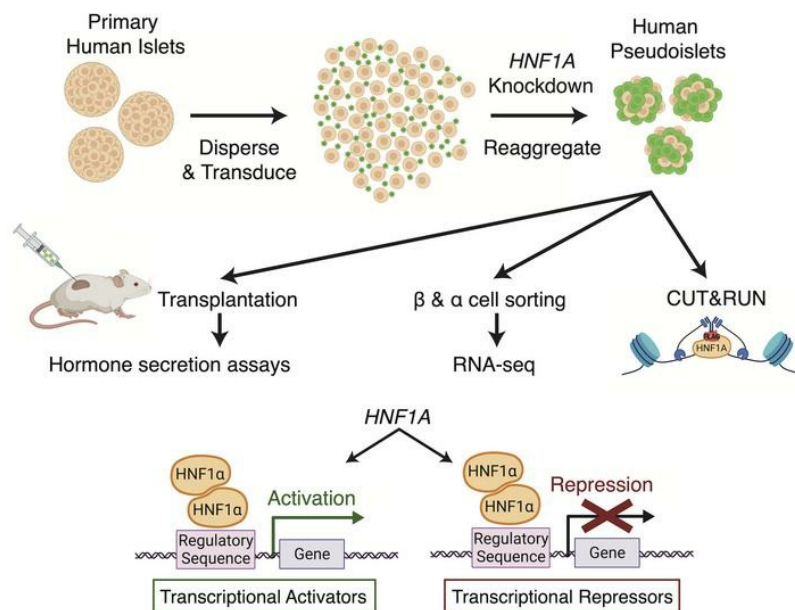 Primary
Human Islets
Disperse
& Transduce
HNF1A
Knockdown
Reaggregate
Human
Pseudoislets
Transplantation
Hormone secretion assays
β & α cell sorting
RNA-seq
CUT&RUN
FLAG
HNF1A
HNF1A
HNF1α
HNF1α
Activation
Regulatory
Sequence
Gene
Transcriptional Activators
HNF1α
HNF1α
Repression
Regulatory
Sequence
Gene
Transcriptional Repressors